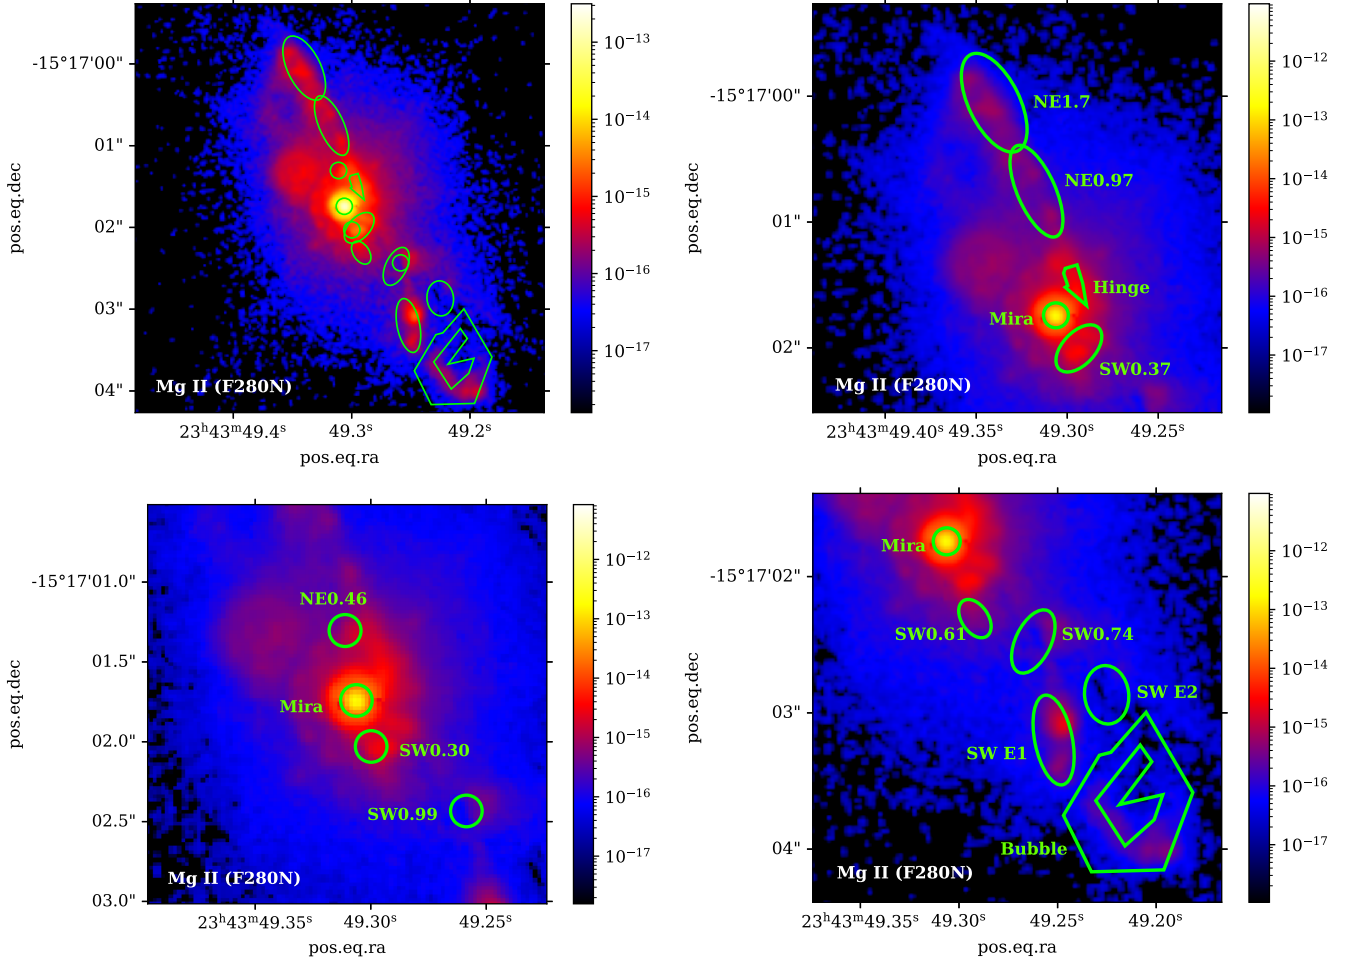 -15°17'00"
01"
02"
03"
04"
pos.eq.dec
Mg II (F280N)
23ʰ43ᵐ49.4ˢ 49.3ˢ 49.2ˢ
pos.eq.ra
10⁻¹³
10⁻¹⁴
10⁻¹⁵
10⁻¹⁶
10⁻¹⁷
-15°17'00"
01"
02"
pos.eq.dec
NE1.7
NE0.97
Hinge
Mira
SW0.37
Mg II (F280N)
23ʰ43ᵐ49.40ˢ 49.35ˢ 49.30ˢ 49.25ˢ
pos.eq.ra
10⁻¹²
10⁻¹³
10⁻¹⁴
10⁻¹⁵
10⁻¹⁶
10⁻¹⁷
-15°17'01.0"
01.5"
02.0"
02.5"
03.0"
pos.eq.dec
NE0.46
Mira
SW0.30
SW0.99
Mg II (F280N)
23ʰ43ᵐ49.35ˢ 49.30ˢ 49.25ˢ
pos.eq.ra
10⁻¹²
10⁻¹³
10⁻¹⁴
10⁻¹⁵
10⁻¹⁶
10⁻¹⁷
-15°17'02"
03"
04"
pos.eq.dec
Mira
SW0.61
SW0.74
SW E2
SW E1
Bubble
Mg II (F280N)
23ʰ43ᵐ49.30ˢ 49.25ˢ 49.20ˢ
pos.eq.ra
10⁻¹²
10⁻¹³
10⁻¹⁴
10⁻¹⁵
10⁻¹⁶
10⁻¹⁷